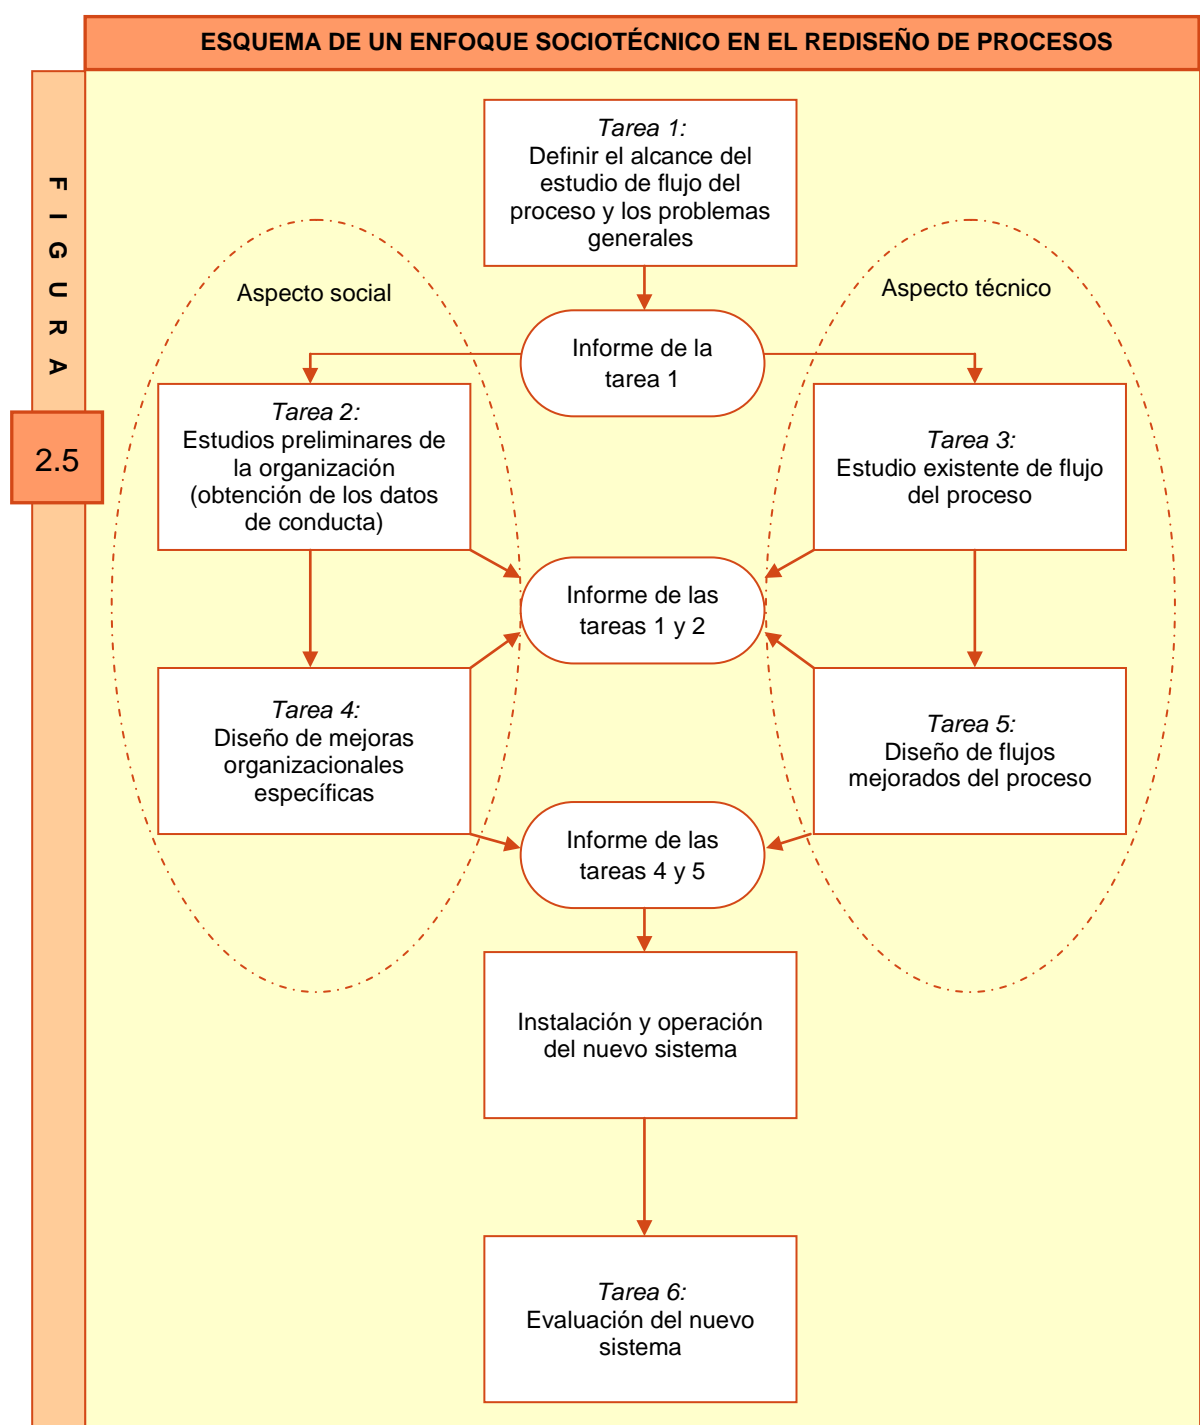 ESQUEMA DE UN ENFOQUE SOCIOTÉCNICO EN EL REDISEÑO DE PROCESOS
FIGURA
2.5
Tarea 1:
Definir el alcance del
estudio de flujo del
proceso y los problemas
generales
Aspecto social
Aspecto técnico
Informe de la
tarea 1
Tarea 2:
Estudios preliminares de
la organización
(obtención de los datos
de conducta)
Tarea 3:
Estudio existente de flujo
del proceso
Informe de las
tareas 1 y 2
Tarea 4:
Diseño de mejoras
organizacionales
específicas
Tarea 5:
Diseño de flujos
mejorados del proceso
Informe de las
tareas 4 y 5
Instalación y operación
del nuevo sistema
Tarea 6:
Evaluación del nuevo
sistema